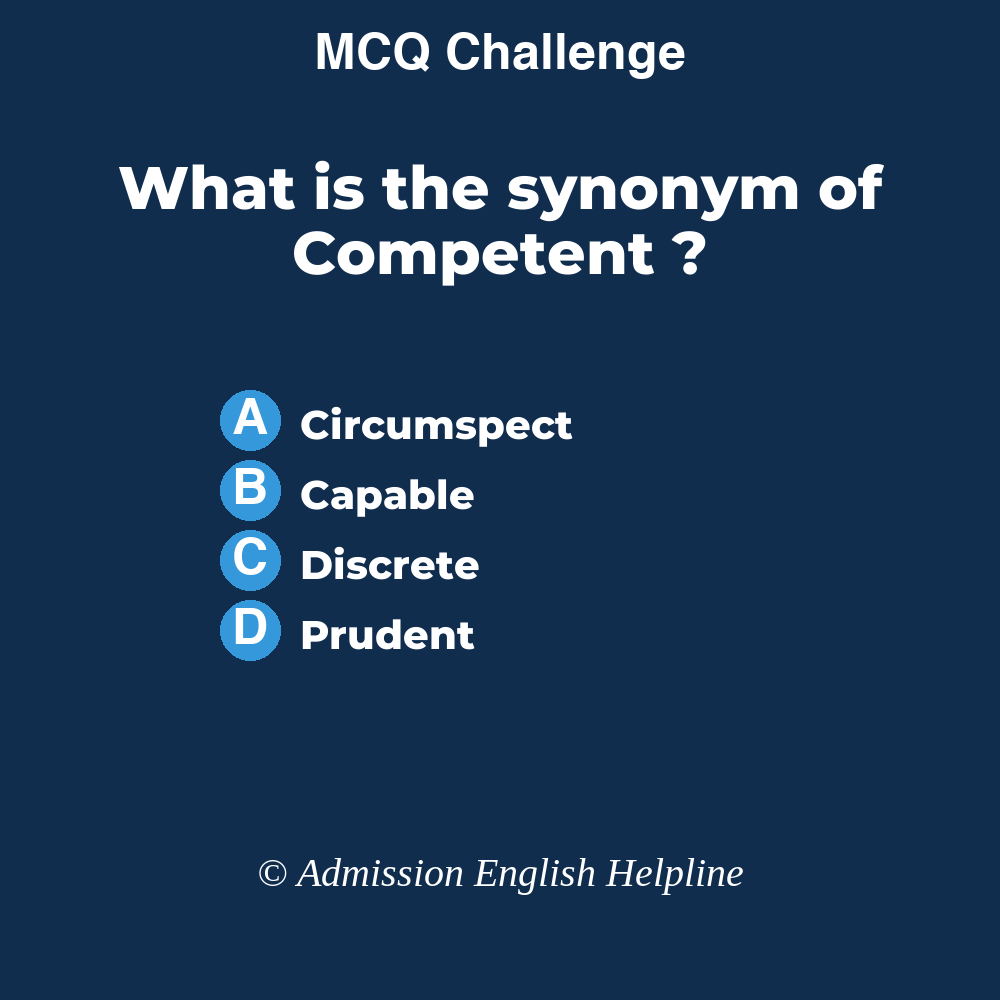 MCQ Challenge
What is the synonym of
Competent ?
A Circumspect
B Capable
C Discrete
D Prudent
© Admission English Helpline